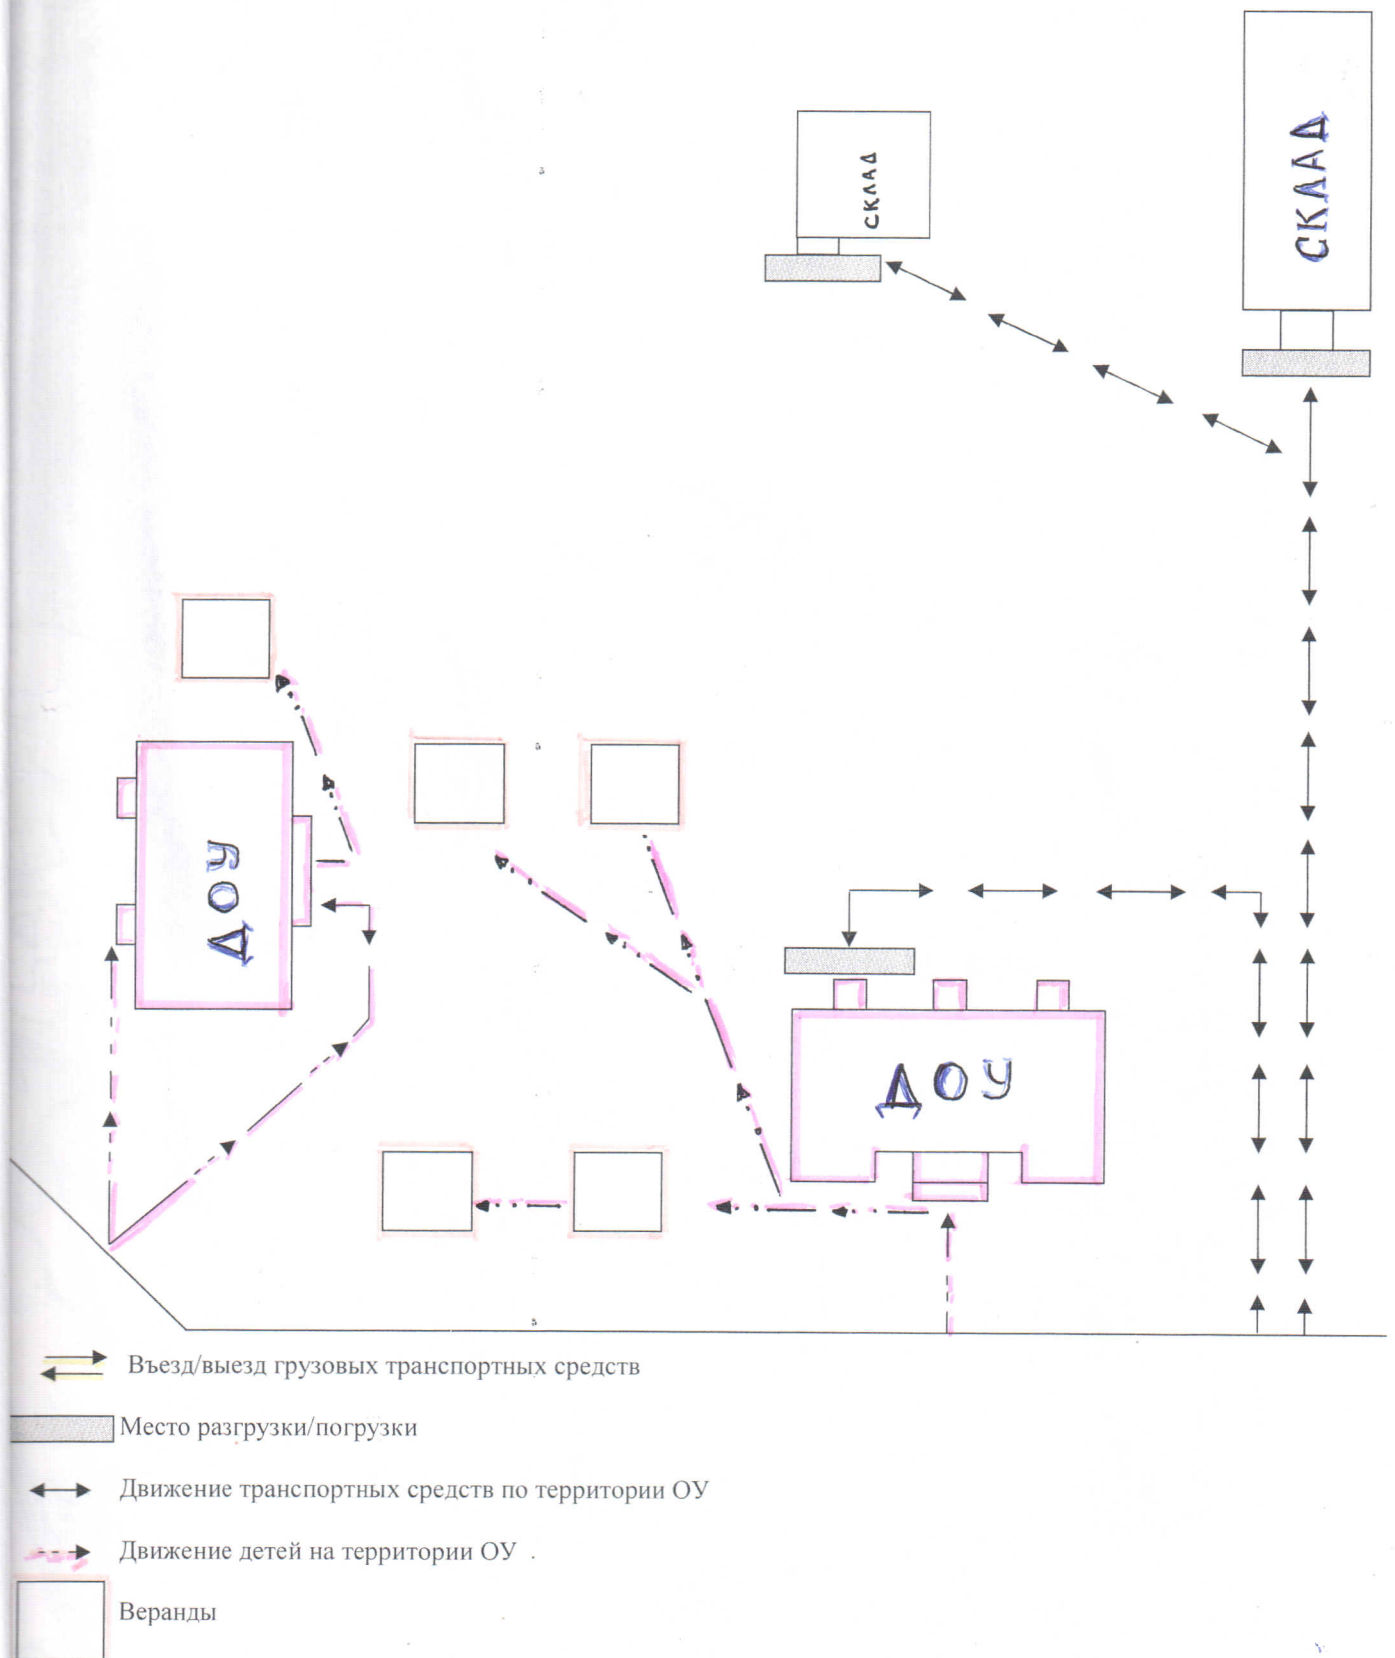 СКЛАД
СКЛАД
ДОУ
ДОУ
Въезд/выезд грузовых транспортных средств
Место разгрузки/погрузки
Движение транспортных средств по территории ОУ
Движение детей на территории ОУ .
Веранды